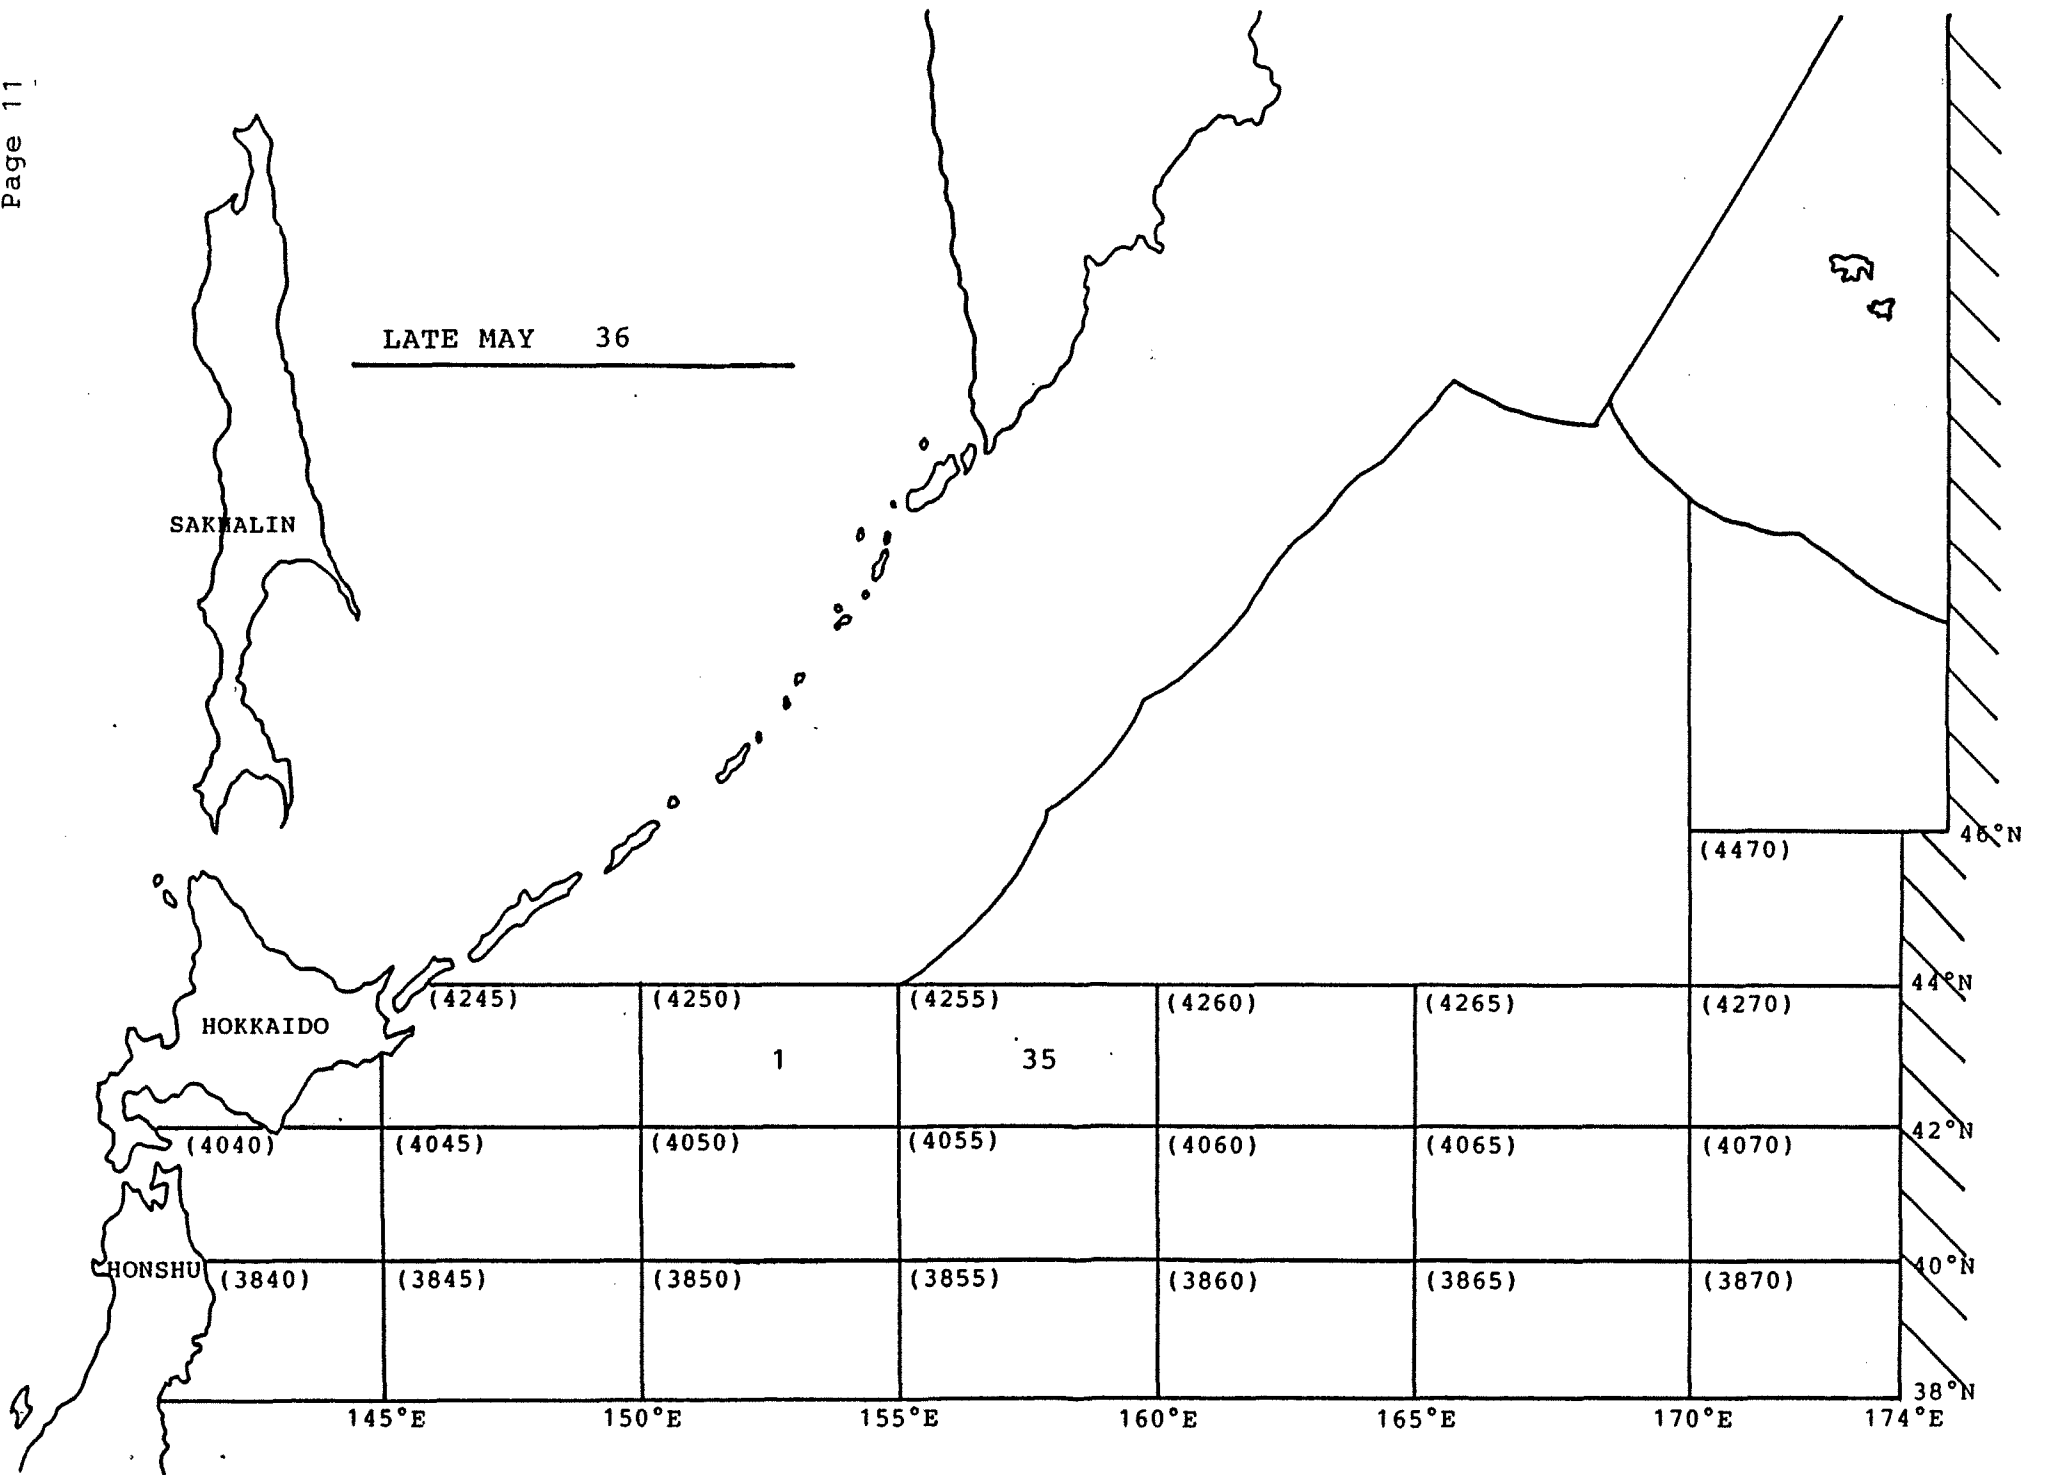 Page 11
LATE MAY 36
SAKHALIN
46°N
(4470)
44°N
(4245) (4250) (4255) (4260) (4265) (4270)
HOKKAIDO
1 35
42°N
(4040) (4045) (4050) (4055) (4060) (4065) (4070)
40°N
HONSHU (3840) (3845) (3850) (3855) (3860) (3865) (3870)
38°N
145°E 150°E 155°E 160°E 165°E 170°E 174°E